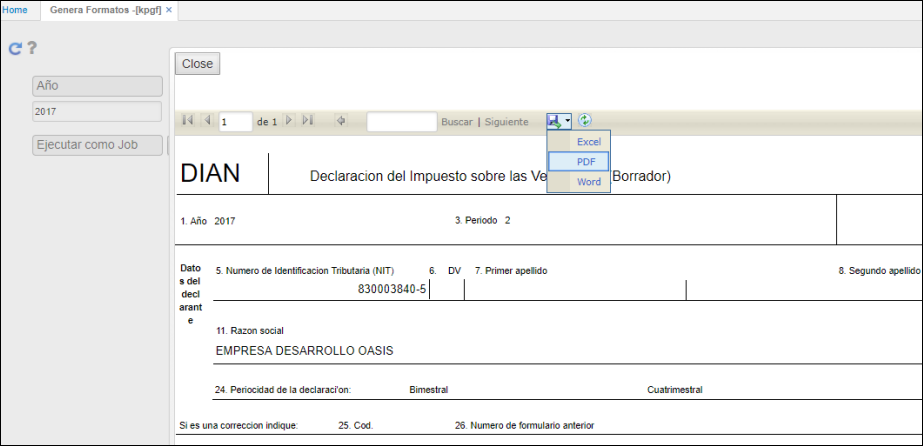 Home Genera Formatos -[kpgf] ×
?
Close
Año
2017
Ejecutar como Job
1 de 1 Buscar | Siguiente
Excel
PDF
Word
DIAN Declaracion del Impuesto sobre las Ve Borrador)
1. Año 2017 3. Periodo 2
Dato
s del
decl
arant
e
5. Numero de Identificacion Tributaria (NIT) 6. DV 7. Primer apellido 8. Segundo apellido
830003840-5
11. Razon social
EMPRESA DESARROLLO OASIS
24. Periocidad de la declaraci'on: Bimestral Cuatrimestral
Si es una correccion indique: 25. Cod. 26. Numero de formulario anterior